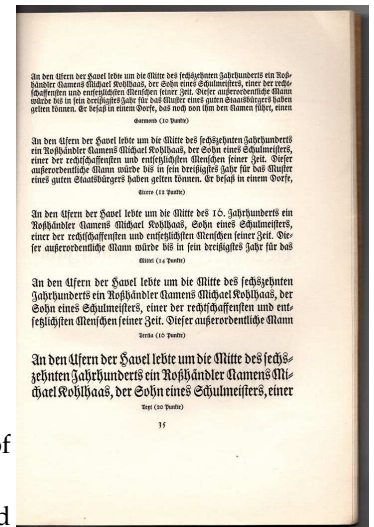 An den Ufern der Havel lebte um die Mitte des sechzehnten Jahrhunderts ein Roß-
händler Namens Michael Kohlhaas, der Sohn eines Schulmeisters, einer der recht-
schaffensten und entsetzlichsten Menschen seiner Zeit. Dieser außerordentliche Mann
würde bis in sein dreißigstes Jahr für das Muster eines guten Staatsbürgers haben
gelten können. Er besaß in einem Dorfe, das noch von ihm den Namen führt, einen
Garmond (10 Punkte)
An den Ufern der Havel lebte um die Mitte des sechzehnten Jahrhunderts
ein Roßhändler Namens Michael Kohlhaas, der Sohn eines Schulmeisters,
einer der rechtschaffensten und entsetzlichsten Menschen seiner Zeit. Dieser
außerordentliche Mann würde bis in sein dreißigstes Jahr für das Muster
eines guten Staatsbürgers haben gelten können. Er besaß in einem Dorfe,
Cicero (12 Punkte)
An den Ufern der Havel lebte um die Mitte des 16. Jahrhunderts ein
Roßhändler Namens Michael Kohlhaas, Sohn eines Schulmeisters,
einer der rechtschaffensten und entsetzlichsten Menschen seiner Zeit. Die-
ser außerordentliche Mann würde bis in sein dreißigstes Jahr für das
Mittel (14 Punkte)
An den Ufern der Havel lebte um die Mitte des sechszehnten
Jahrhunderts ein Roßhändler Namens Michael Kohlhaas, der
Sohn eines Schulmeisters, einer der rechtschaffensten und ent-
setzlichsten Menschen seiner Zeit. Dieser außerordentliche Mann
Tertia (16 Punkte)
An den Ufern der Havel lebte um die Mitte des sechs-
zehnten Jahrhunderts ein Roßhändler Namens Mi-
chael Kohlhaas, der Sohn eines Schulmeisters, einer
Text (20 Punkte)
35
of